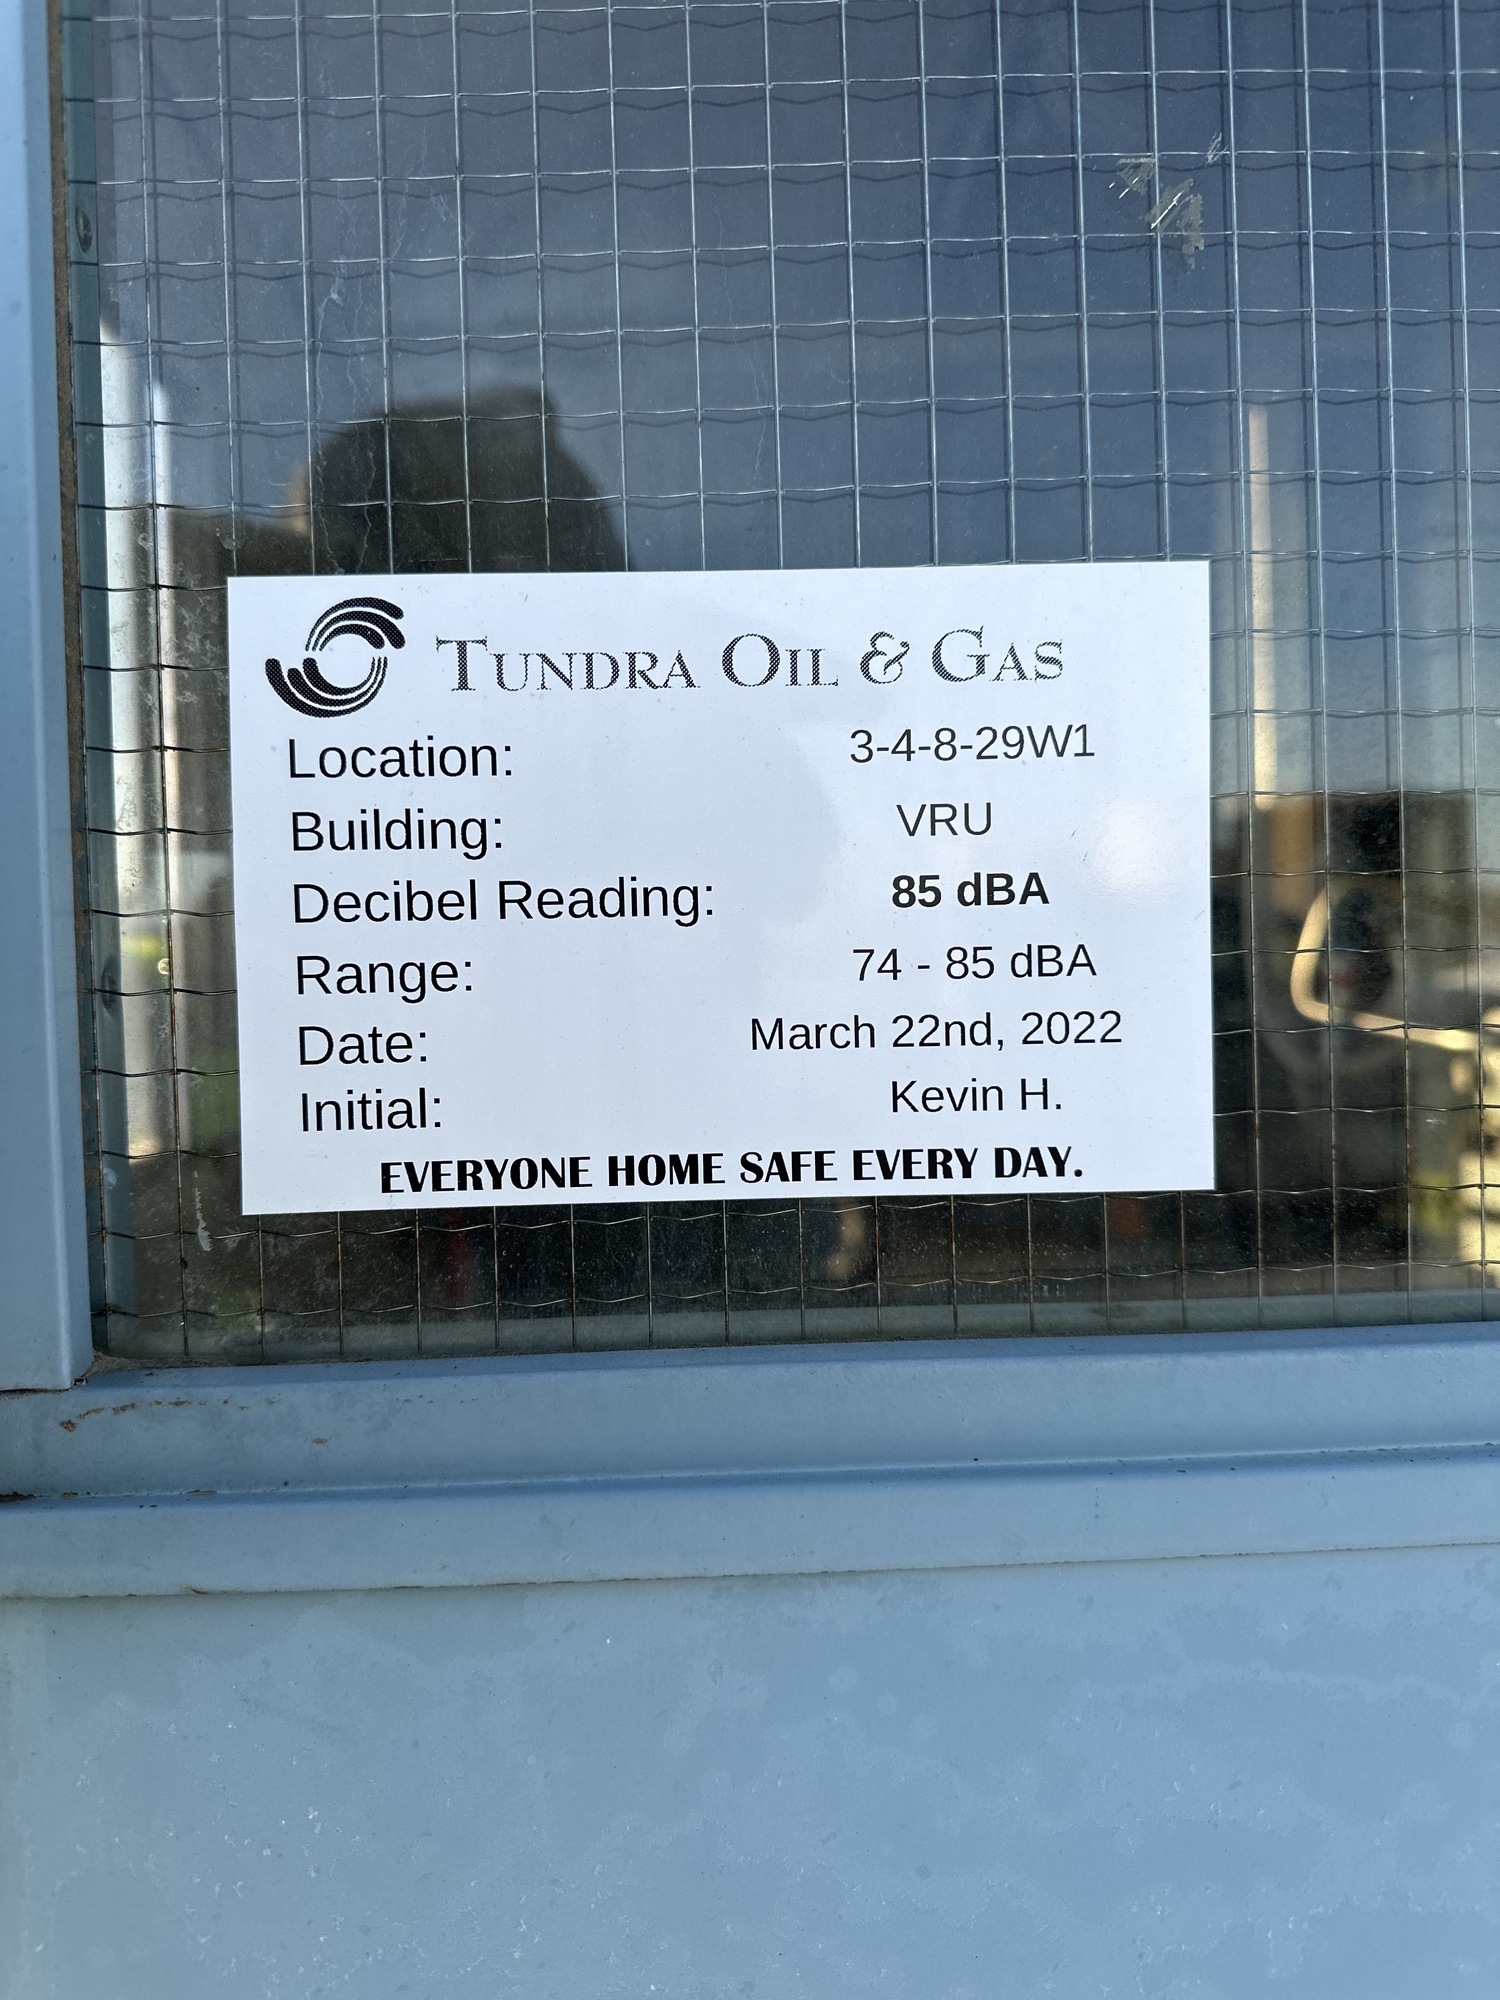 TUNDRA OIL & GAS
Location: 3-4-8-29W1
Building: VRU
Decibel Reading: 85 dBA
Range: 74 - 85 dBA
Date: March 22nd, 2022
Initial: Kevin H.
EVERYONE HOME SAFE EVERY DAY.